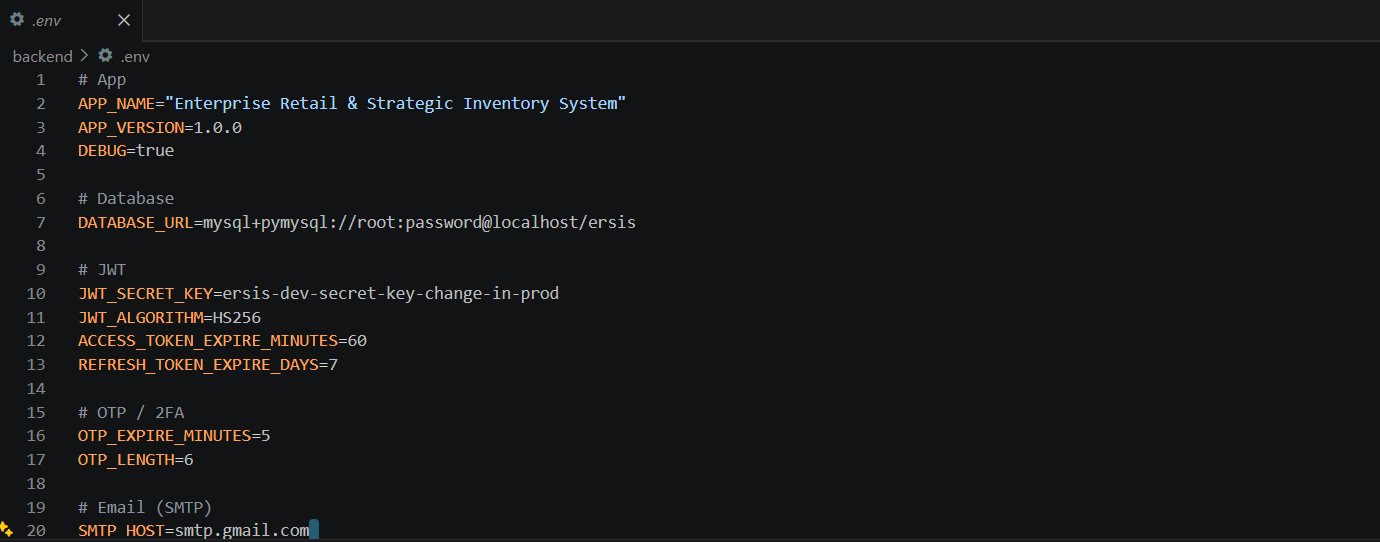 .env
backend > .env
1 # App
2 APP_NAME="Enterprise Retail & Strategic Inventory System"
3 APP_VERSION=1.0.0
4 DEBUG=true
5
6 # Database
7 DATABASE_URL=mysql+pymysql://root:password@localhost/ersis
8
9 # JWT
10 JWT_SECRET_KEY=ersis-dev-secret-key-change-in-prod
11 JWT_ALGORITHM=HS256
12 ACCESS_TOKEN_EXPIRE_MINUTES=60
13 REFRESH_TOKEN_EXPIRE_DAYS=7
14
15 # OTP / 2FA
16 OTP_EXPIRE_MINUTES=5
17 OTP_LENGTH=6
18
19 # Email (SMTP)
20 SMTP_HOST=smtp.gmail.com